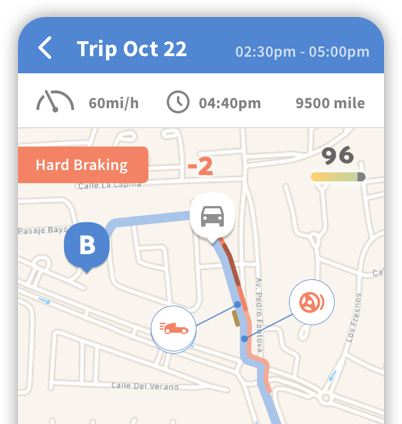 Trip Oct 22
02:30pm - 05:00pm
60mi/h
04:40pm
9500 mile
Hard Braking
-2
96
Calle La Capilla
Pasaje Bayo
B
Av. Pedro Fontova
Los Fresnos
Calle Del Verano